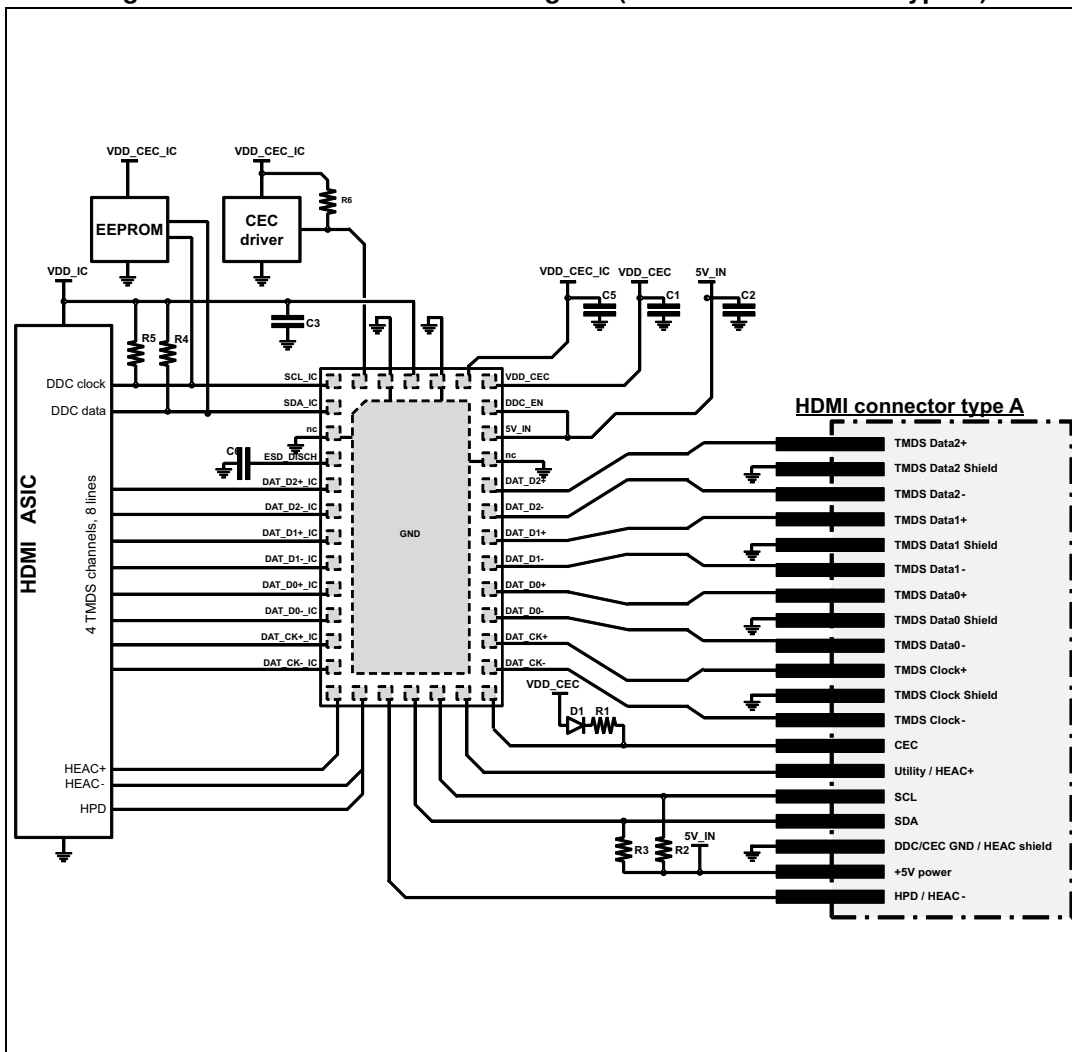 VDD_CEC_IC
VDD_CEC_IC
R6
EEPROM
CEC
driver
VDD_IC
VDD_CEC_IC
VDD_CEC
5V_IN
C5
C1
C2
C3
R5
R4
DDC clock
SCL_IC
VDD_CEC
DDC data
SDA_IC
DDC_EN
nc
5V_IN
ESD_DISCH
nc
HDMI connector type A
DAT_D2+_IC
DAT_D2+
DAT_D2-_IC
DAT_D2-
DAT_D1+_IC
DAT_D1+
DAT_D1-_IC
DAT_D1-
DAT_D0+_IC
DAT_D0+
DAT_D0-_IC
DAT_D0-
DAT_CK+_IC
DAT_CK+
DAT_CK-_IC
DAT_CK-
GND
HDMI ASIC
4 TMDS channels, 8 lines
VDD_CEC
D1
R1
HEAC+
HEAC-
HPD
R3
R2
5V_IN
TMDS Data2+
TMDS Data2 Shield
TMDS Data2-
TMDS Data1+
TMDS Data1 Shield
TMDS Data1-
TMDS Data0+
TMDS Data0 Shield
TMDS Data0-
TMDS Clock+
TMDS Clock Shield
TMDS Clock-
CEC
Utility / HEAC+
SCL
SDA
DDC/CEC GND / HEAC shield
+5V power
HPD / HEAC-